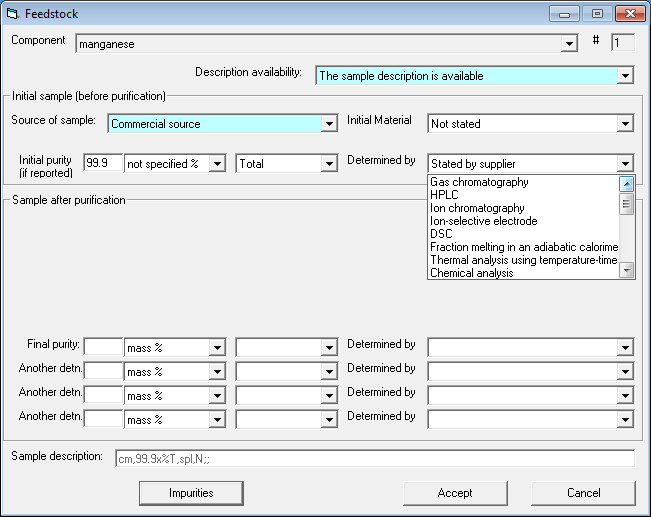 Feedstock
Component manganese # 1
Description availability: The sample description is available
Initial sample (before purification)
Source of sample: Commercial source Initial Material Not stated
Initial purity (if reported) 99.9 not specified % Total Determined by Stated by supplier
Gas chromatography
HPLC
Ion chromatography
Ion-selective electrode
DSC
Fraction melting in an adiabatic calorime
Thermal analysis using temperature-time
Chemical analysis
Sample after purification
Final purity: mass % Determined by
Another detn. mass % Determined by
Another detn. mass % Determined by
Another detn. mass % Determined by
Sample description: cm,99.9x%T,spl,N;;
Impurities Accept Cancel